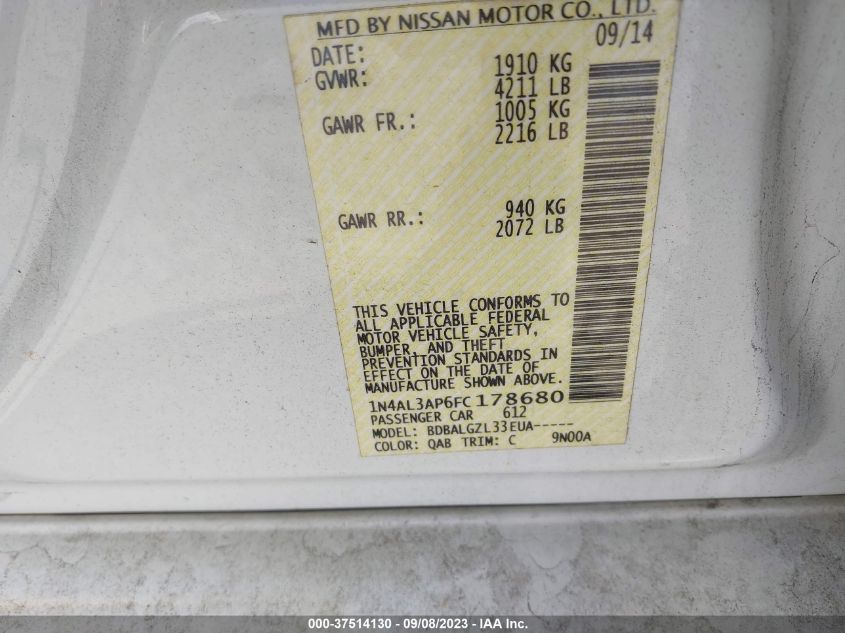 MFD BY NISSAN MOTOR CO., LTD.
DATE: 09/14
GVWR: 1910 KG
4211 LB
GAWR FR.: 1005 KG
2216 LB
GAWR RR.: 940 KG
2072 LB
THIS VEHICLE CONFORMS TO
ALL APPLICABLE FEDERAL
MOTOR VEHICLE SAFETY,
BUMPER, AND THEFT
PREVENTION STANDARDS IN
EFFECT ON THE DATE OF
MANUFACTURE SHOWN ABOVE.
1N4AL3AP6FC178680
PASSENGER CAR 612
MODEL: BDBALGZL33EUA-----
COLOR: QAB TRIM: C 9N00A
000-37514130 - 09/08/2023 - IAA Inc.